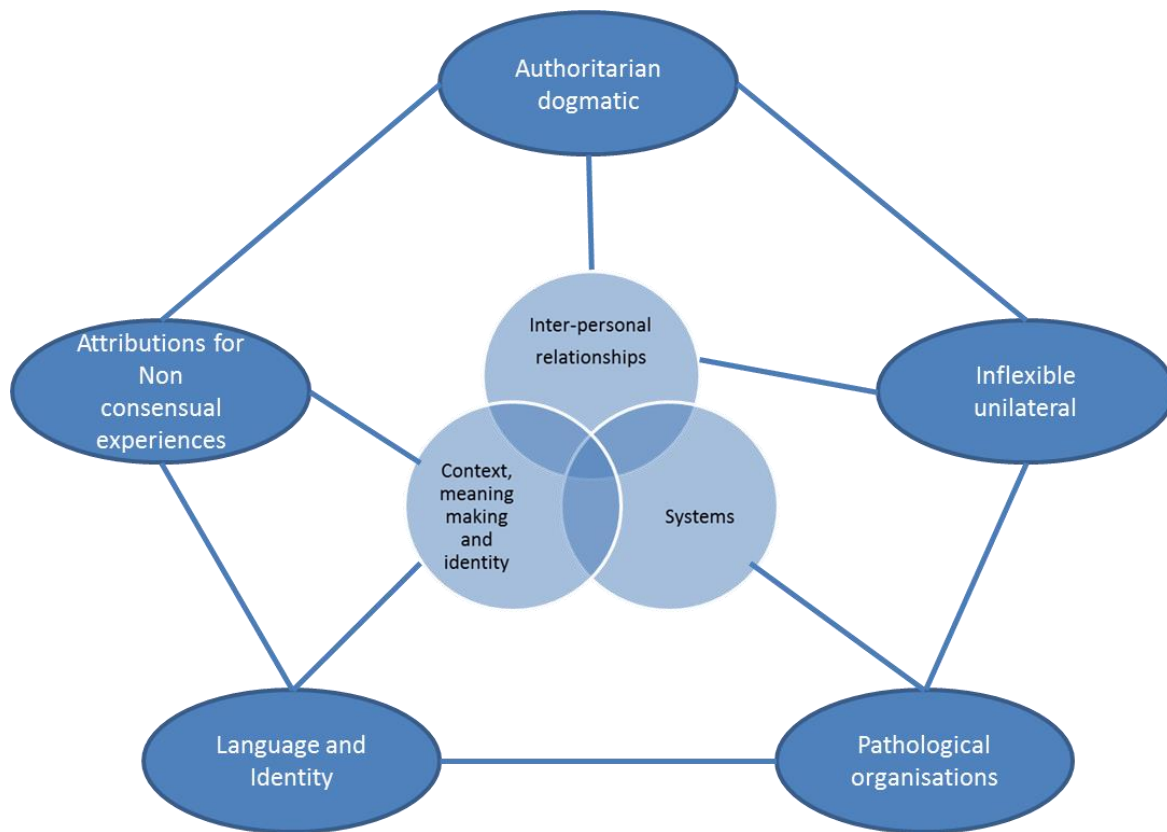 Authoritarian
dogmatic
Inter-personal
relationships
Attributions for
Non
consensual
experiences
Inflexible
unilateral
Context,
meaning
making
and
identity
Systems
Language and
Identity
Pathological
organisations